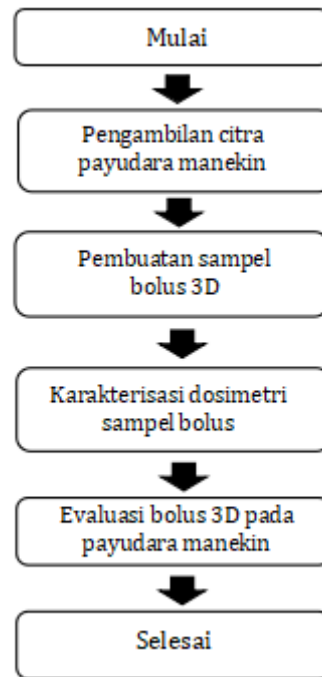 Mulai
Pengambilan citra
payudara manekin
Pembuatan sampel
bolus 3D
Karakterisasi dosimetri
sampel bolus
Evaluasi bolus 3D pada
payudara manekin
Selesai